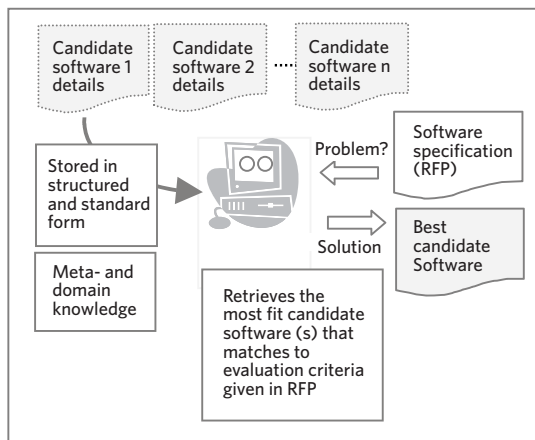 Candidate
software 1
details
Candidate
software 2
details
Candidate
software n
details
Stored in
structured
and standard
form
Meta- and
domain
knowledge
Problem?
Solution
Software
specification
(RFP)
Best
candidate
Software
Retrieves the
most fit candidate
software (s) that
matches to
evaluation criteria
given in RFP